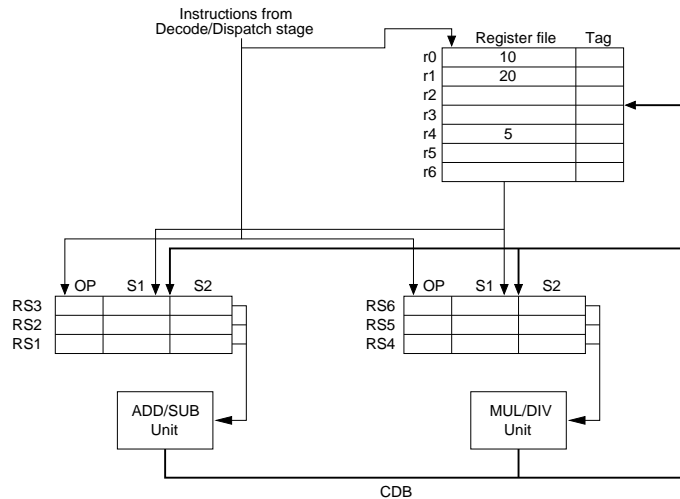 Instructions from
Decode/Dispatch stage
Register file Tag
r0 10
r1 20
r2
r3
r4 5
r5
r6
OP S1 S2
RS3
RS2
RS1
OP S1 S2
RS6
RS5
RS4
ADD/SUB
Unit
MUL/DIV
Unit
CDB